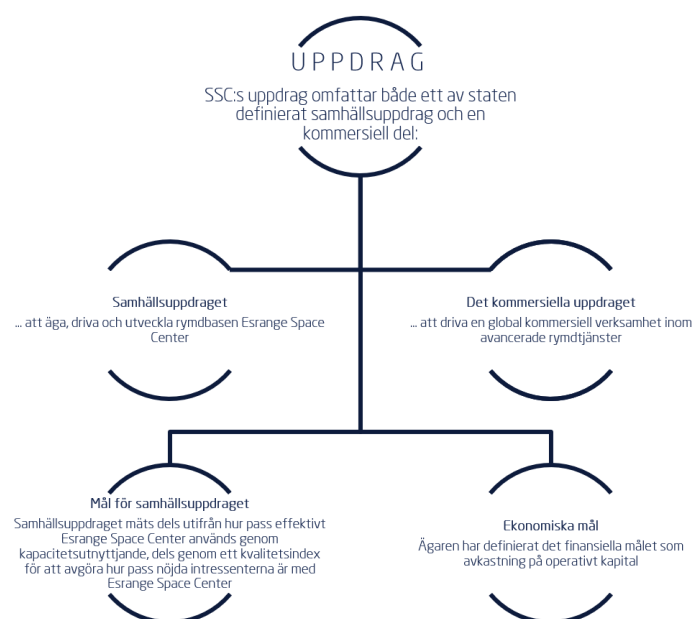 UPPDRAG
SSC:s uppdrag omfattar både ett av staten
definierat samhällsuppdrag och en
kommersiell del:
Samhällsuppdraget
... att äga, driva och utveckla rymdbasen Esrange Space
Center
Det kommersiella uppdraget
... att driva en global kommersiell verksamhet inom
avancerade rymdtjänster
Mål för samhällsuppdraget
Samhällsuppdraget mäts dels utifrån hur pass effektivt
Esrange Space Center används genom
kapacitetsutnyttjande, dels genom ett kvalitetsindex
för att avgöra hur pass nöjda intressenterna är med
Esrange Space Center
Ekonomiska mål
Ägaren har definierat det finansiella målet som
avkastning på operativt kapital